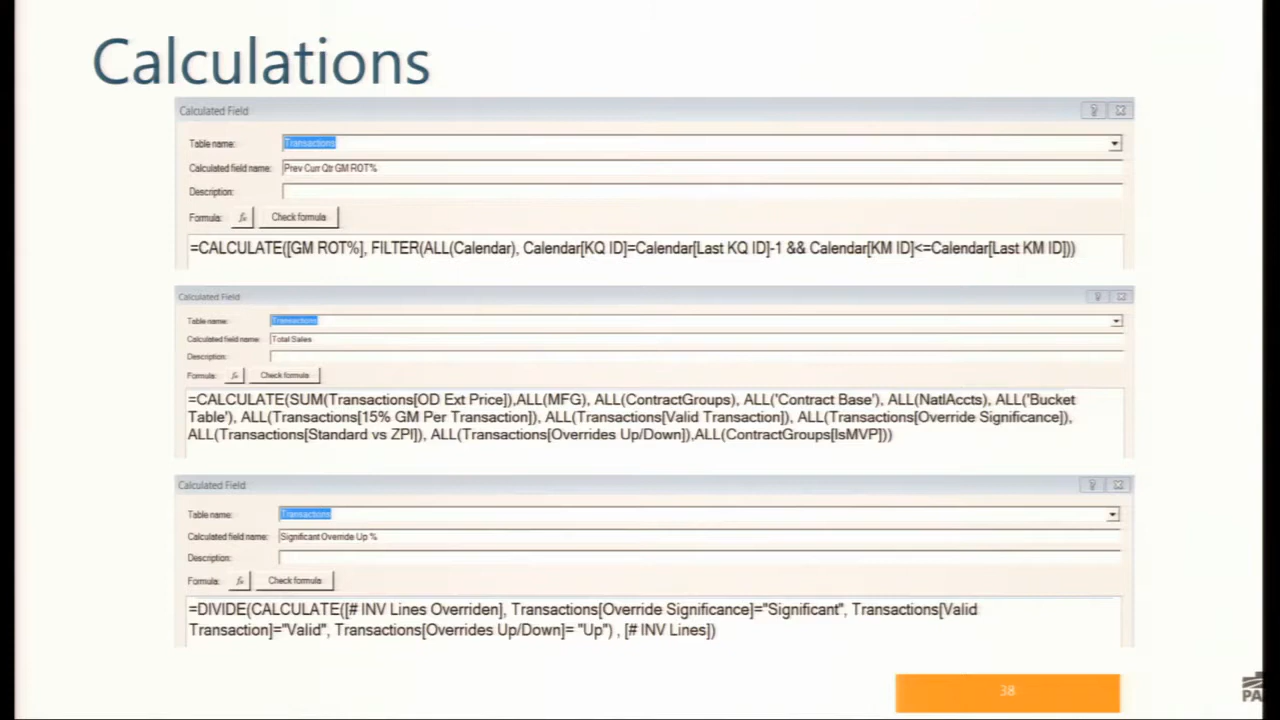 Calculations
Calculated Field
Table name: Transactions
Calculated field name: Prev Curr Qtr GM ROT%
Description:
Formula: fx Check formula
=CALCULATE([GM ROT%], FILTER(ALL(Calendar), Calendar[KQ ID]=Calendar[Last KQ ID]-1 && Calendar[KM ID]<=Calendar[Last KM ID]))
Calculated Field
Table name: Transactions
Calculated field name: Total Sales
Description:
Formula: fx Check formula
=CALCULATE(SUM(Transactions[OD Ext Price]),ALL(MFG), ALL(ContractGroups), ALL('Contract Base'), ALL(NatlAccts), ALL('Bucket
Table'), ALL(Transactions[15% GM Per Transaction]), ALL(Transactions[Valid Transaction]), ALL(Transactions[Override Significance]),
ALL(Transactions[Standard vs ZPI]), ALL(Transactions[Overrides Up/Down]),ALL(ContractGroups[IsMVP]))
Calculated Field
Table name: Transactions
Calculated field name: Significant Override Up %
Description:
Formula: fx Check formula
=DIVIDE(CALCULATE([# INV Lines Overriden], Transactions[Override Significance]="Significant", Transactions[Valid
Transaction]="Valid", Transactions[Overrides Up/Down]= "Up") , [# INV Lines])
38
PA